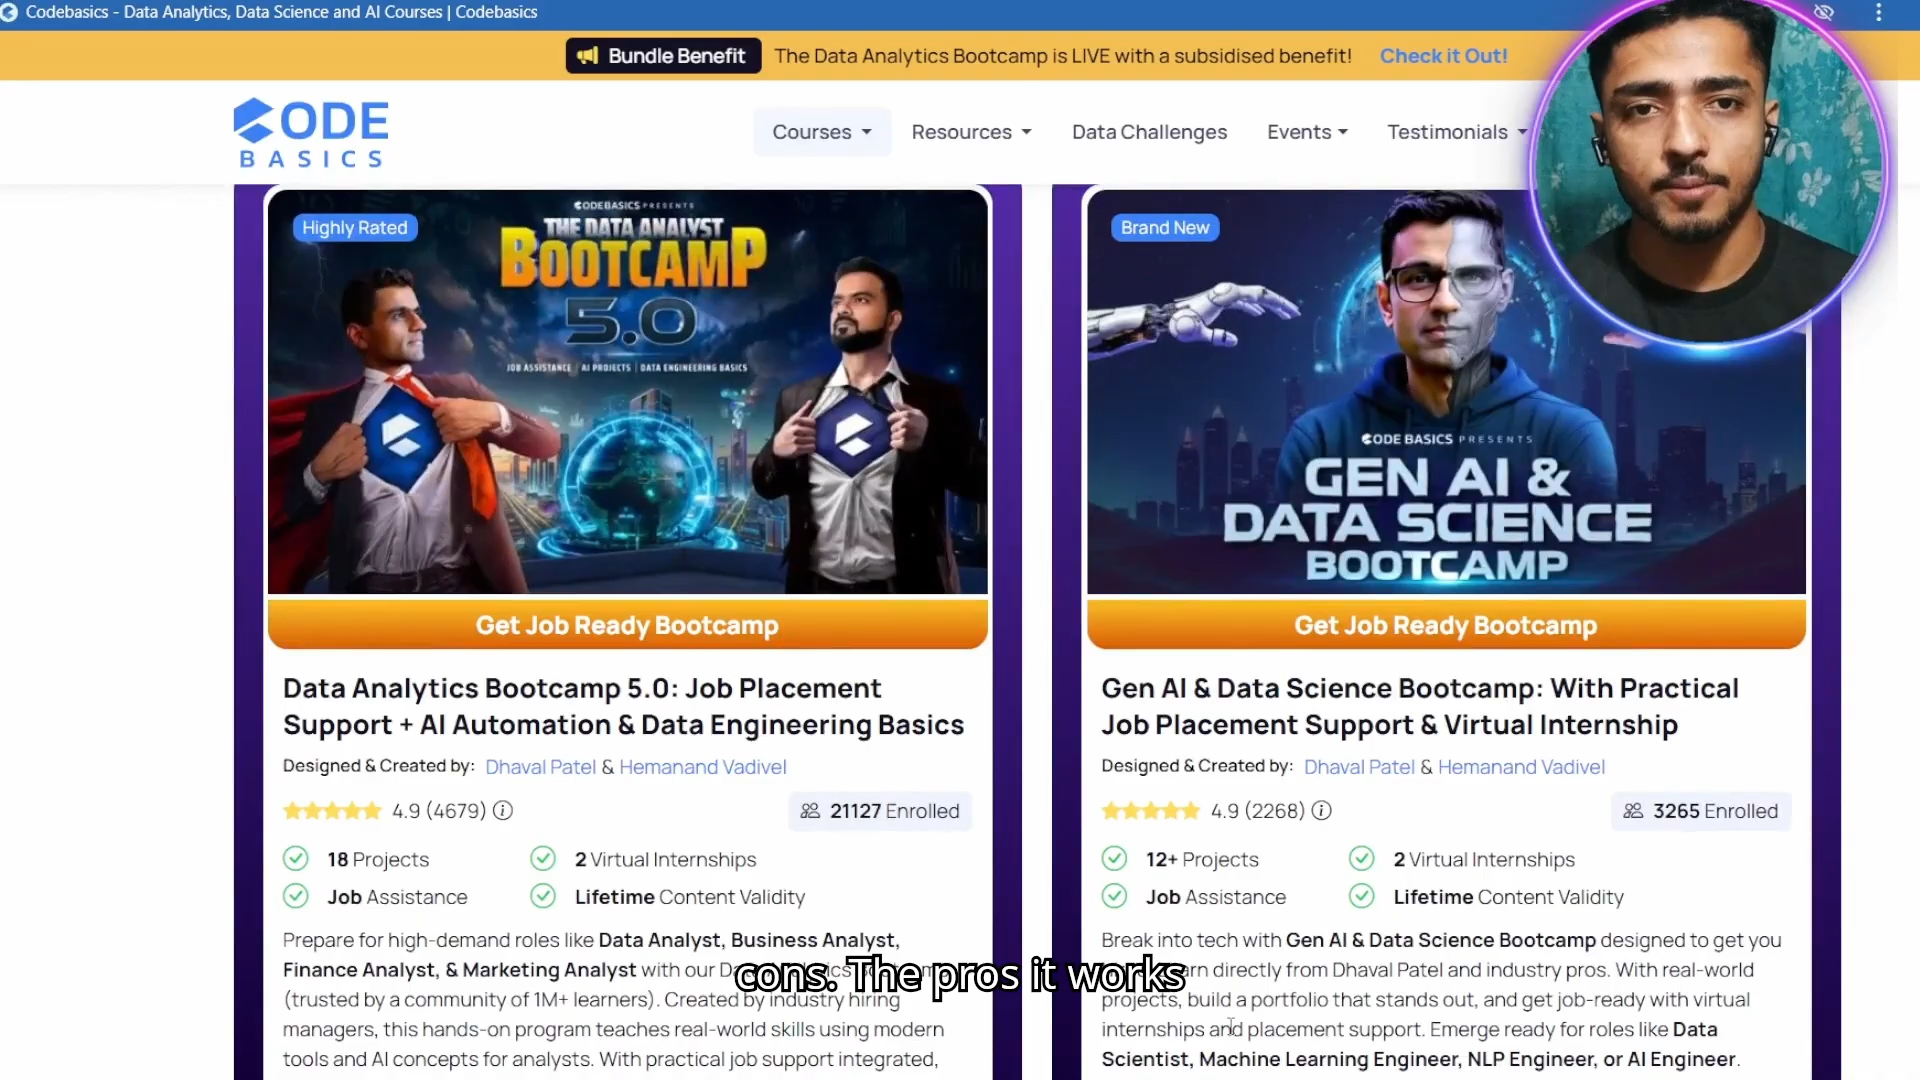 Codebasics - Data Analytics, Data Science and AI Courses | Codebasics
Bundle Benefit The Data Analytics Bootcamp is LIVE with a subsidised benefit! Check it Out!
CODE
BASICS
Courses Resources Data Challenges Events Testimonials
Highly Rated
CODEBASICS PRESENTS
THE DATA ANALYST
BOOTCAMP
5.0
JOB ASSISTANCE | AI PROJECTS | DATA ENGINEERING BASICS
Get Job Ready Bootcamp
Data Analytics Bootcamp 5.0: Job Placement
Support + AI Automation & Data Engineering Basics
Designed & Created by: Dhaval Patel & Hemanand Vadivel
4.9 (4679) 21127 Enrolled
18 Projects 2 Virtual Internships
Job Assistance Lifetime Content Validity
Prepare for high-demand roles like Data Analyst, Business Analyst,
Finance Analyst, & Marketing Analyst with our
(trusted by a community of 1M+ learners). Created by industry hiring
managers, this hands-on program teaches real-world skills using modern
tools and AI concepts for analysts. With practical job support integrated,
Brand New
CODEBASICS PRESENTS
GEN AI &
DATA SCIENCE
BOOTCAMP
Get Job Ready Bootcamp
Gen AI & Data Science Bootcamp: With Practical
Job Placement Support & Virtual Internship
Designed & Created by: Dhaval Patel & Hemanand Vadivel
4.9 (2268) 3265 Enrolled
12+ Projects 2 Virtual Internships
Job Assistance Lifetime Content Validity
Break into tech with Gen AI & Data Science Bootcamp designed to get you
directly from Dhaval Patel and industry pros. With real-world
projects, build a portfolio that stands out, and get job-ready with virtual
internships and placement support. Emerge ready for roles like Data
Scientist, Machine Learning Engineer, NLP Engineer, or AI Engineer.
cons. The pros it works